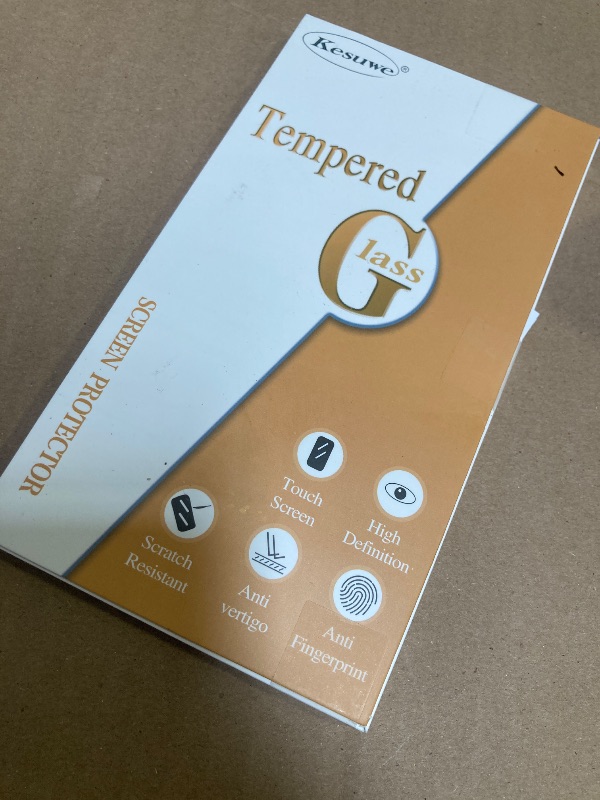 Kesuwe®
Tempered
Glass
SCREEN PROTECTOR
Touch
Screen
High
Definition
Scratch
Resistant
Anti
vertigo
Anti
Fingerprint